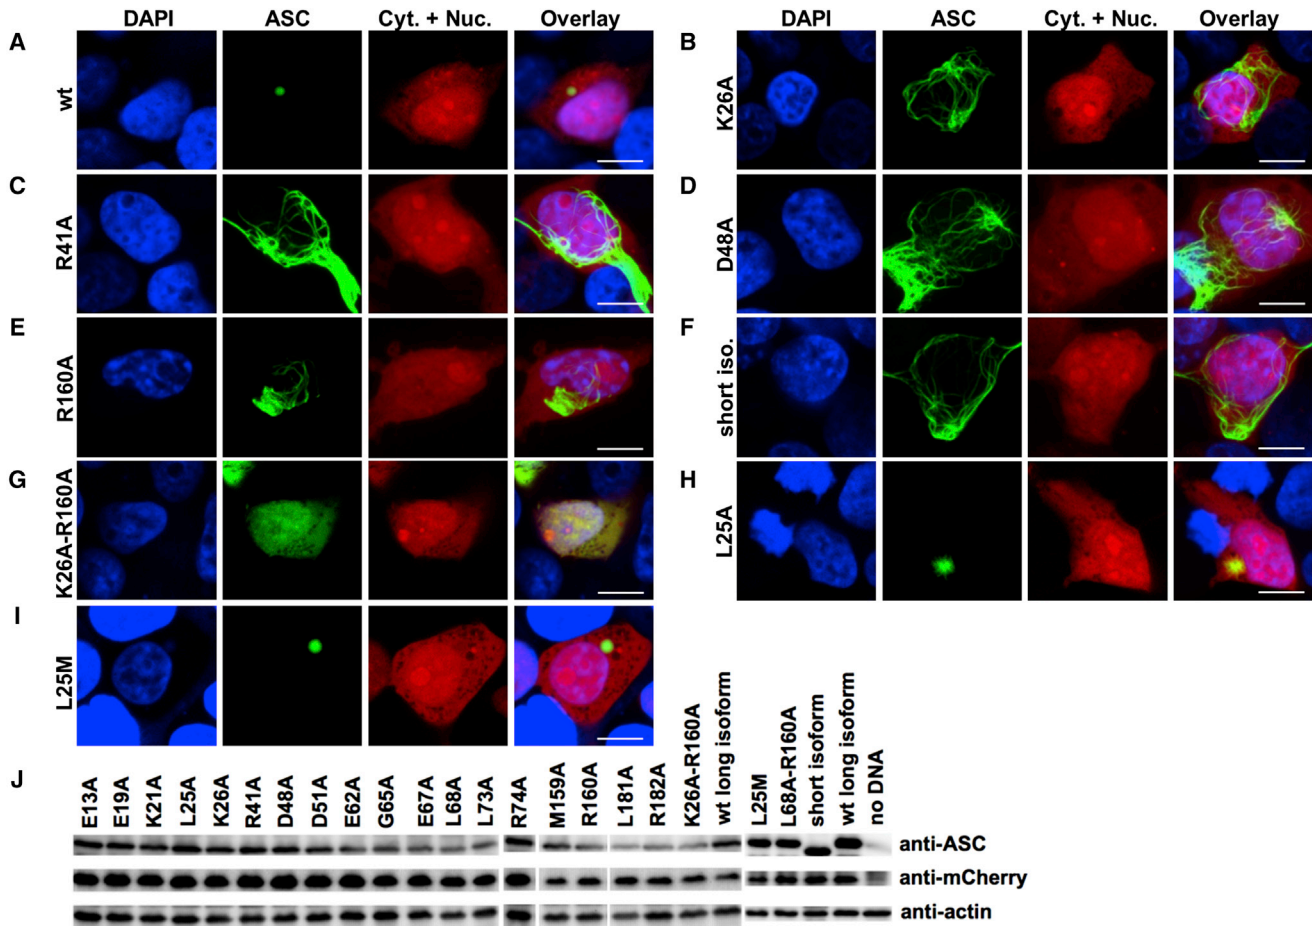 DAPI ASC Cyt. + Nuc. Overlay DAPI ASC Cyt. + Nuc. Overlay
A wt B K26A
C R41A D D48A
E R160A F short iso.
G K26A-R160A H L25A
I L25M
J E13A E19A K21A L25A K26A R41A D48A D51A E62A G65A E67A L68A L73A R74A M159A R160A L181A R182A K26A-R160A wt long isoform L25M L68A-R160A short isoform wt long isoform no DNA
anti-ASC
anti-mCherry
anti-actin